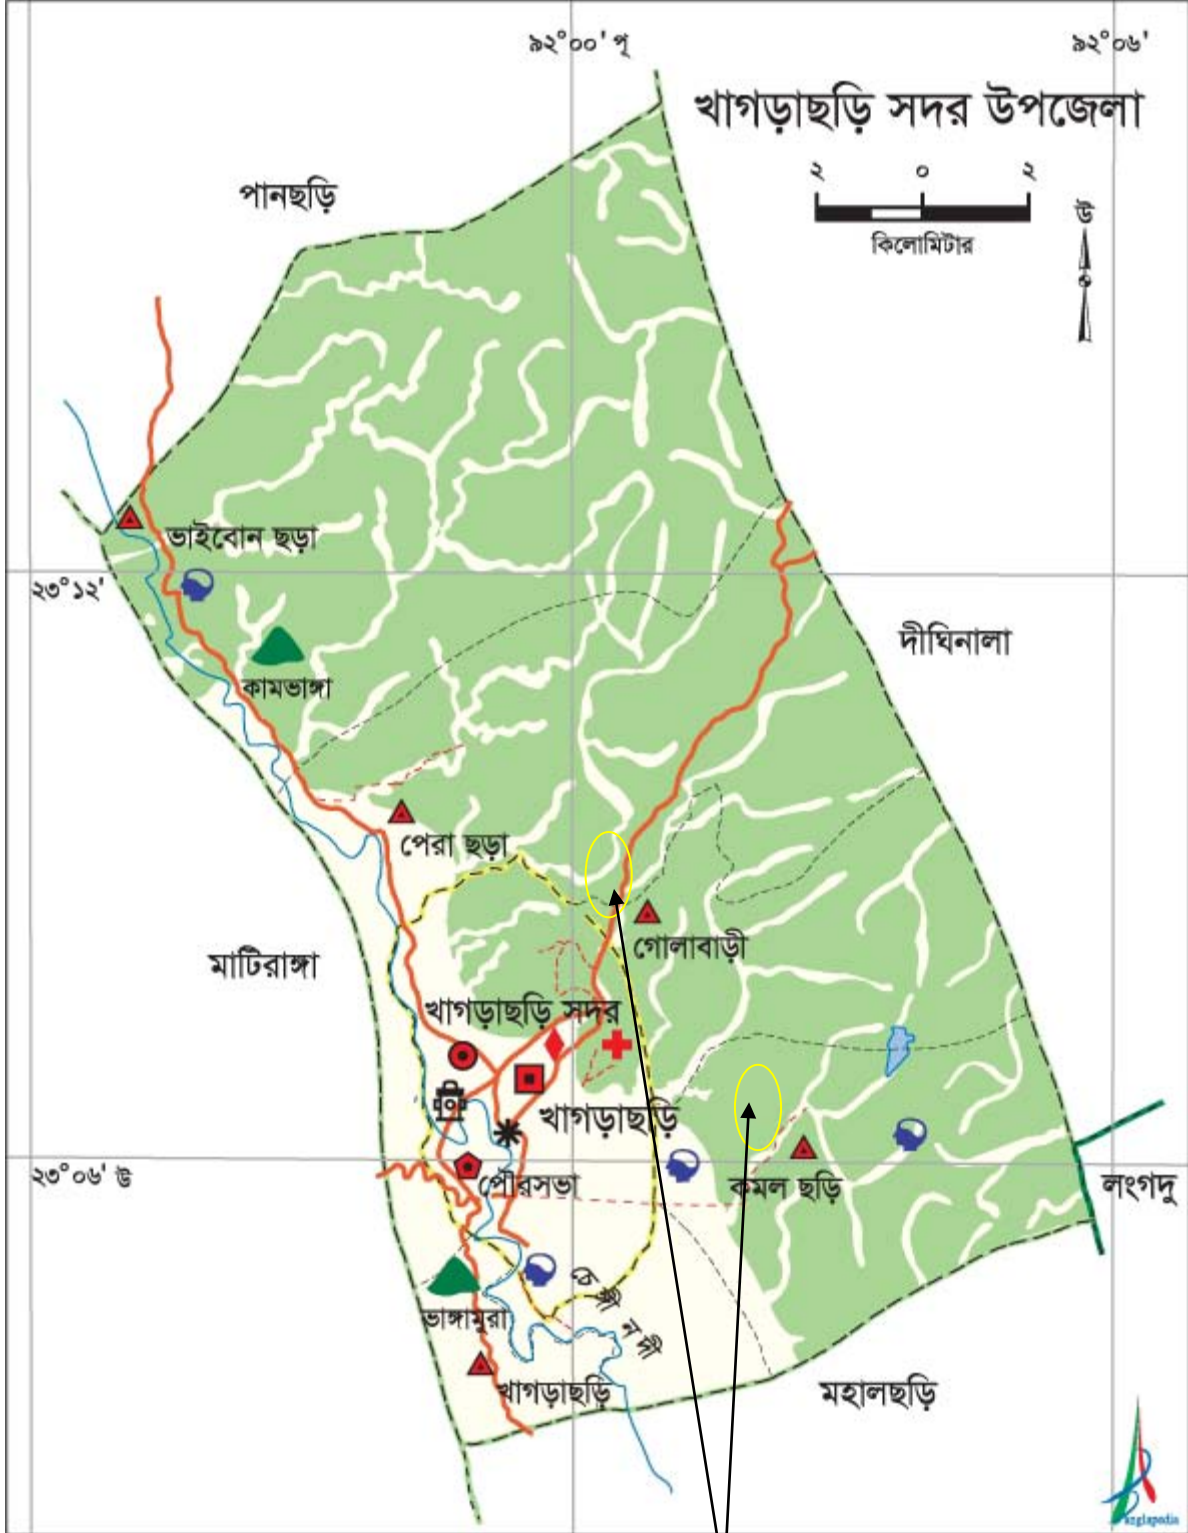 ৯২°০০' পূ
৯২°০৬'
খাগড়াছড়ি সদর উপজেলা
২ ০ ২
কিলোমিটার
উ
পানছড়ি
ভাইবোন ছড়া
২৩°১২'
কামভাঙ্গা
দীঘিনালা
পেরা ছড়া
গোলাবাড়ী
মাটিরাঙ্গা
খাগড়াছড়ি সদর
খাগড়াছড়ি
২৩°০৬' উ
পৌরসভা
কমল ছড়ি
লংগদু
ভাঙ্গামুরা
নদী
খাগড়াছড়ি
মহালছড়ি
anglapedia